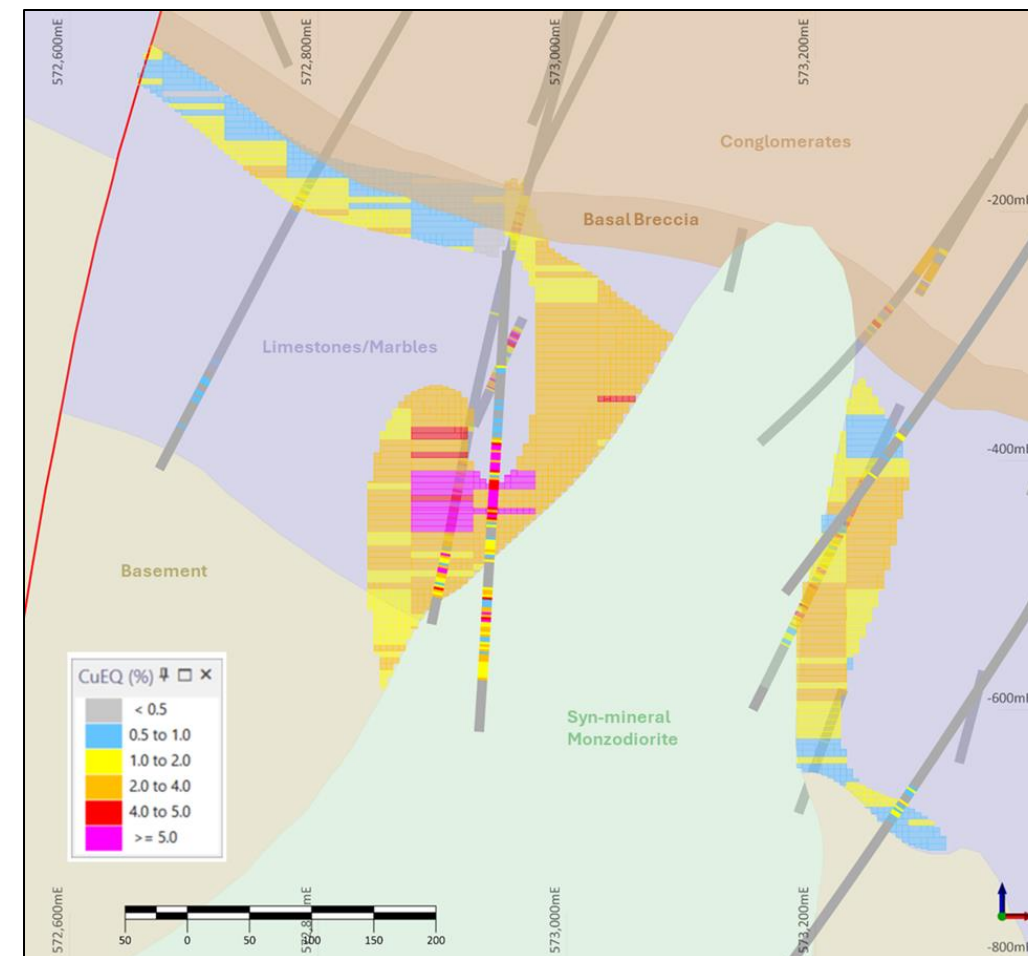 572,600mE
572,800mE
573,000mE
573,200mE
Conglomerates
-200mE
Basal Breccia
Limestones/Marbles
-400mE
Basement
CuEQ (%)
< 0.5
0.5 to 1.0
1.0 to 2.0
2.0 to 4.0
4.0 to 5.0
>= 5.0
-600mE
Syn-mineral
Monzodiorite
572,600mE
573,000mE
573,200mE
50 0 50 100 150 200